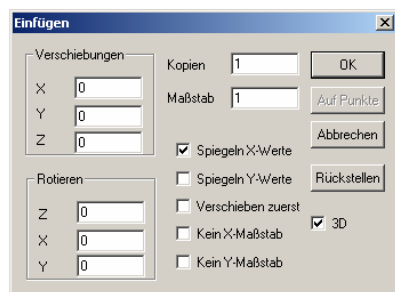 Einfügen
Verschiebungen
X 0
Y 0
Z 0
Rotieren
Z 0
X 0
Y 0
Kopien 1
Maßstab 1
Spiegeln X-Werte
Spiegeln Y-Werte
Verschieben zuerst
Kein X-Maßstab
Kein Y-Maßstab
OK
Auf Punkte
Abbrechen
Rückstellen
3D